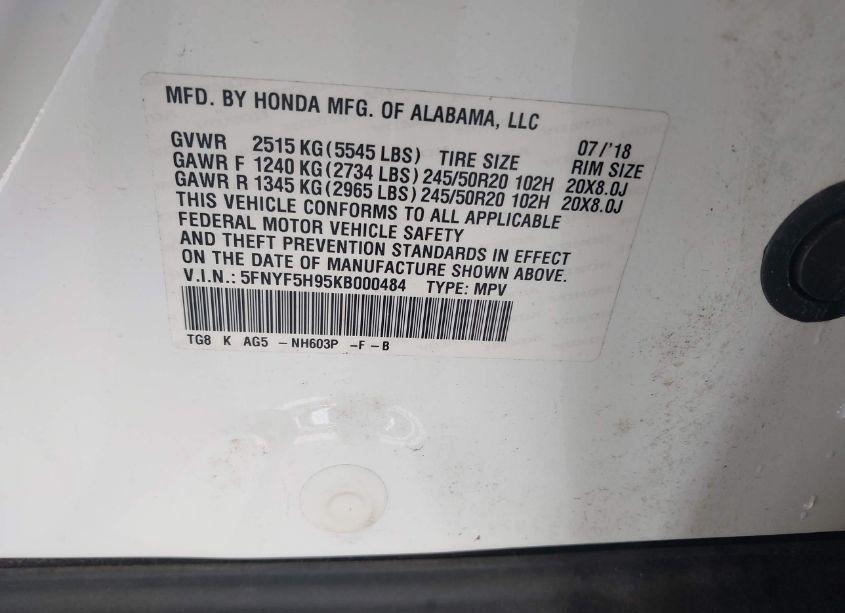 MFD. BY HONDA MFG. OF ALABAMA, LLC
07/'18
GVWR 2515 KG(5545 LBS) TIRE SIZE RIM SIZE
GAWR F 1240 KG(2734 LBS) 245/50R20 102H 20X8.0J
GAWR R 1345 KG(2965 LBS) 245/50R20 102H 20X8.0J
THIS VEHICLE CONFORMS TO ALL APPLICABLE
FEDERAL MOTOR VEHICLE SAFETY
AND THEFT PREVENTION STANDARDS IN EFFECT
ON THE DATE OF MANUFACTURE SHOWN ABOVE.
V.I.N.: 5FNYF5H95KB000484 TYPE: MPV
TG8 K AG5 -NH603P -F-B